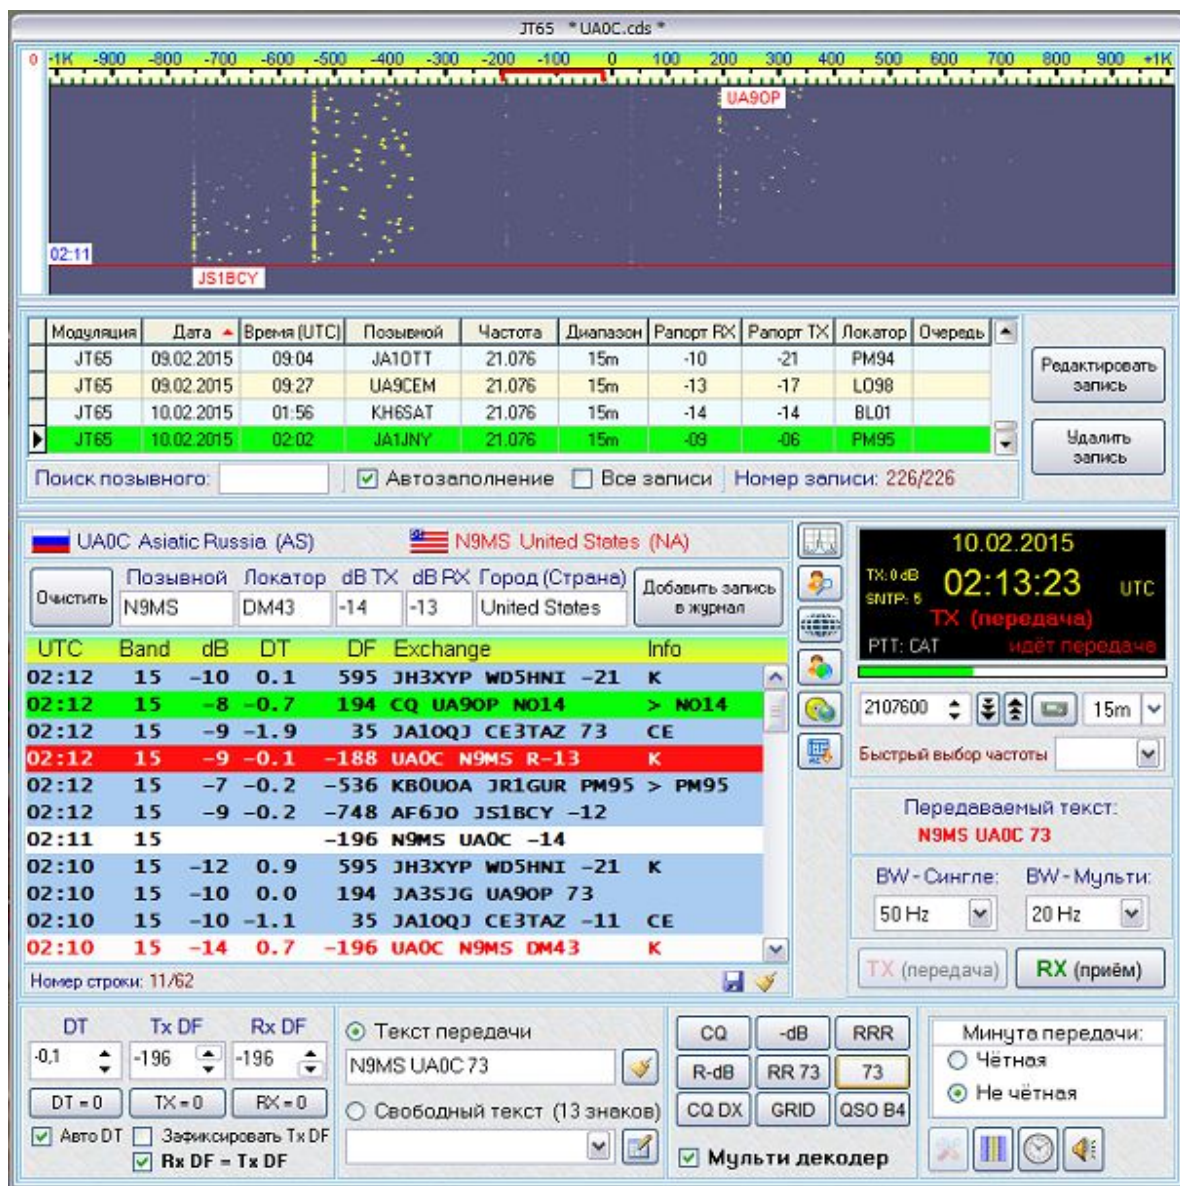 JT65 * UA0C.cds *
0 -1K -900 -800 -700 -600 -500 -400 -300 -200 -100 0 100 200 300 400 500 600 700 800 900 +1K
UA9OP
02:11
JS1BCY
Модуляция Дата Время (UTC) Позывной Частота Диапазон Рапорт RX Рапорт TX Локатор Очередь
JT65 09.02.2015 09:04 JA1OTT 21.076 15m -10 -21 PM94
JT65 09.02.2015 09:27 UA9CEM 21.076 15m -13 -17 LO98
JT65 10.02.2015 01:56 KH6SAT 21.076 15m -14 -14 BL01
JT65 10.02.2015 02:02 JA1JNY 21.076 15m -09 -06 PM95
Редактировать
запись
Удалить
запись
Поиск позывного: Автозаполнение Все записи Номер записи: 226/226
UA0C Asiatic Russia (AS) N9MS United States (NA)
Очистить
Позывной Локатор dB TX dB RX Город (Страна)
N9MS DM43 -14 -13 United States
Добавить запись
в журнал
UTC Band dB DT DF Exchange Info
02:12 15 -10 0.1 595 JH3XYP WD5HNI -21 K
02:12 15 -8 -0.7 194 CQ UA9OP NO14 > NO14
02:12 15 -9 -1.9 35 JA1OQJ CE3TAZ 73 CE
02:12 15 -9 -0.1 -188 UA0C N9MS R-13 K
02:12 15 -7 -0.2 -536 KB0UOA JR1GUR PM95 > PM95
02:12 15 -9 -0.2 -748 AF6JO JS1BCY -12
02:11 15 -196 N9MS UA0C -14
02:10 15 -12 0.9 595 JH3XYP WD5HNI -21 K
02:10 15 -10 0.0 194 JA3SJG UA9OP 73
02:10 15 -10 -1.1 35 JA1OQJ CE3TAZ -11 CE
02:10 15 -14 0.7 -196 UA0C N9MS DM43 K
Номер строки: 11/62
10.02.2015
TX: 0 dB
SNTP: 5
02:13:23 UTC
TX (передача)
PTT: CAT идёт передача
2107600 15m
Быстрый выбор частоты
Передаваемый текст:
N9MS UA0C 73
BW - Сингле: BW - Мульти:
50 Hz 20 Hz
TX (передача) RX (приём)
DT Tx DF Rx DF
-0,1 -196 -196
DT = 0 TX = 0 RX = 0
Авто DT Зафиксировать Tx DF
Rx DF = Tx DF
Текст передачи
N9MS UA0C 73
Свободный текст (13 знаков)
CQ -dB RRR
R-dB RR 73 73
CQ DX GRID QSO B4
Мульти декодер
Минута передачи:
Чётная
Не чётная